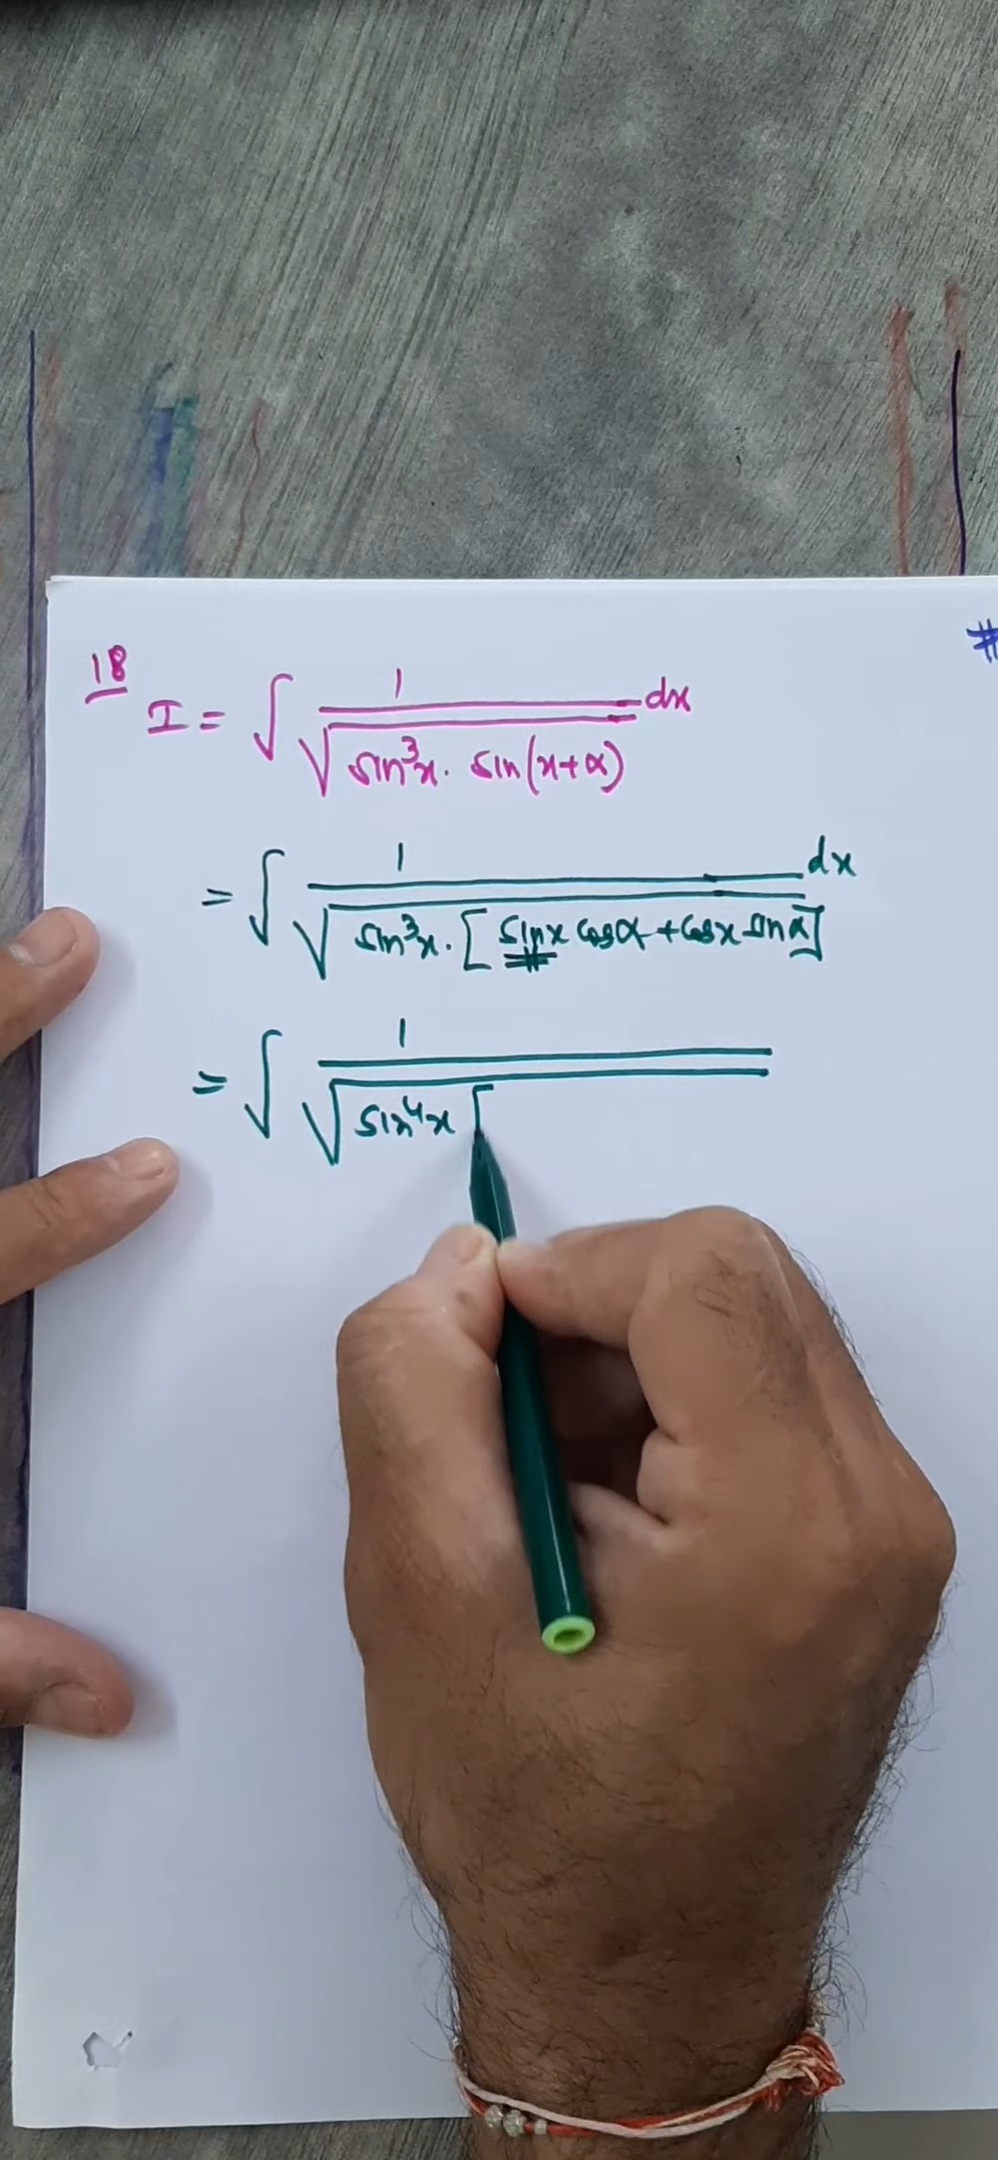 18 #
I = ∫ 1/√(sin³x · sin(x+α)) dx
= ∫ 1/√(sin³x · [sinx cosα + cosx sinα]) dx
= ∫ 1/√(sin⁴x [